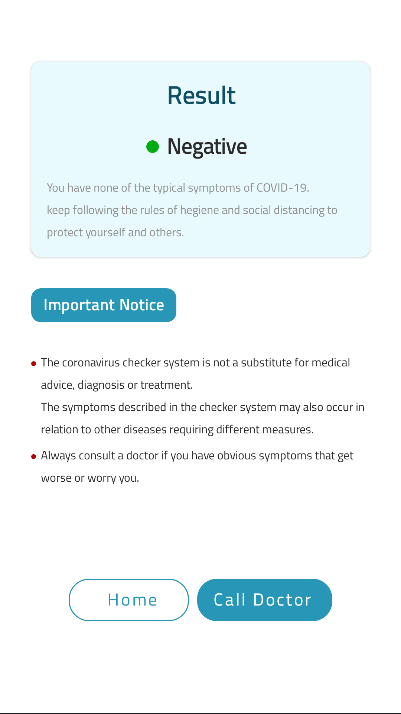 Result
Negative
You have none of the typical symptoms of COVID-19.
keep following the rules of hegiene and social distancing to
protect yourself and others.
Important Notice
The coronavirus checker system is not a substitute for medical
advice, diagnosis or treatment.
The symptoms described in the checker system may also occur in
relation to other diseases requiring different measures.
Always consult a doctor if you have obvious symptoms that get
worse or worry you.
Home
Call Doctor